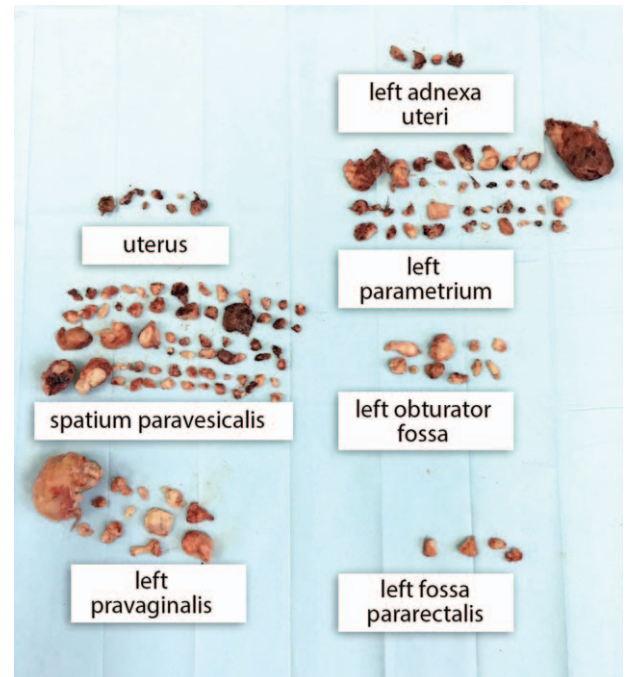 left adnexa
uteri
uterus
left
parametrium
spatium paravesicalis
left obturator
fossa
left
pravaginalis
left fossa
pararectalis